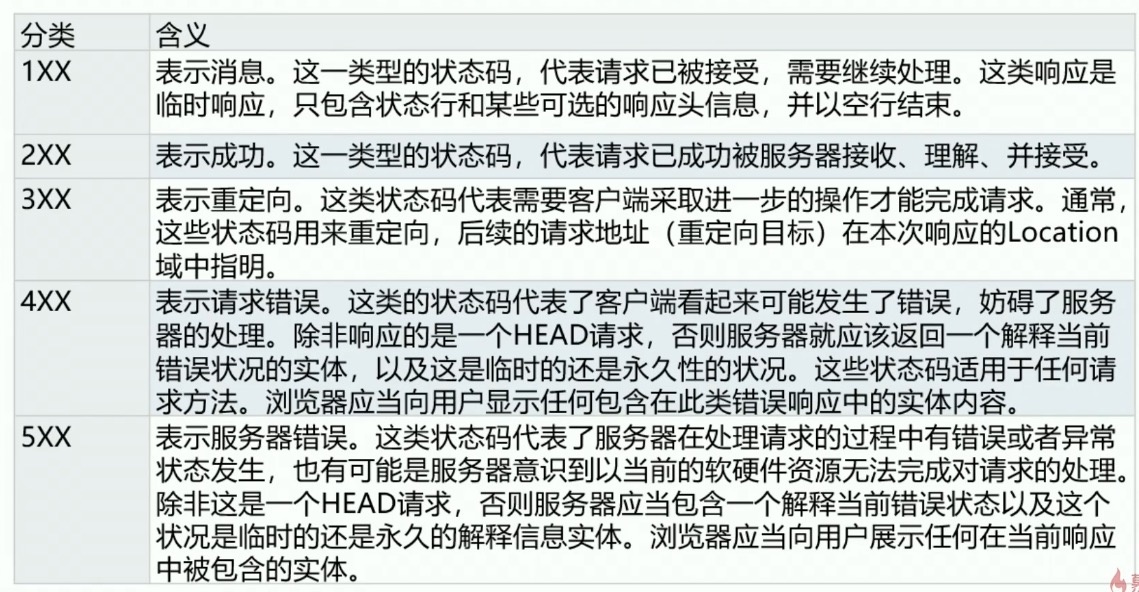 分类 含义
1XX 表示消息。这一类型的状态码，代表请求已被接受，需要继续处理。这类响应是
临时响应，只包含状态行和某些可选的响应头信息，并以空行结束。
2XX 表示成功。这一类型的状态码，代表请求已成功被服务器接收、理解、并接受。
3XX 表示重定向。这类状态码代表需要客户端采取进一步的操作才能完成请求。通常，
这些状态码用来重定向，后续的请求地址（重定向目标）在本次响应的Location
域中指明。
4XX 表示请求错误。这类的状态码代表了客户端看起来可能发生了错误，妨碍了服务
器的处理。除非响应的是一个HEAD请求，否则服务器就应该返回一个解释当前
错误状况的实体，以及这是临时的还是永久性的状况。这些状态码适用于任何请
求方法。浏览器应当向用户显示任何包含在此类错误响应中的实体内容。
5XX 表示服务器错误。这类状态码代表了服务器在处理请求的过程中有错误或者异常
状态发生，也有可能是服务器意识到以当前的软硬件资源无法完成对请求的处理。
除非这是一个HEAD请求，否则服务器应当包含一个解释当前错误状态以及这个
状况是临时的还是永久的解释信息实体。浏览器应当向用户展示任何在当前响应
中被包含的实体。